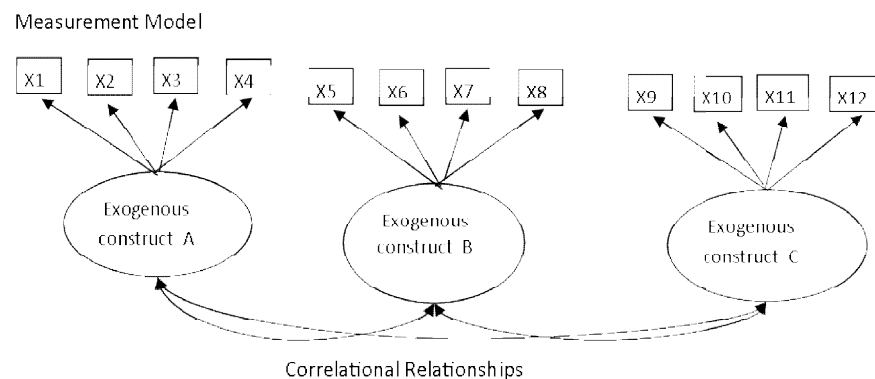 Measurement Model
X1 X2 X3 X4 X5 X6 X7 X8 X9 X10 X11 X12
Exogenous
construct A
Exogenous
construct B
Exogenous
construct C
Correlational Relationships